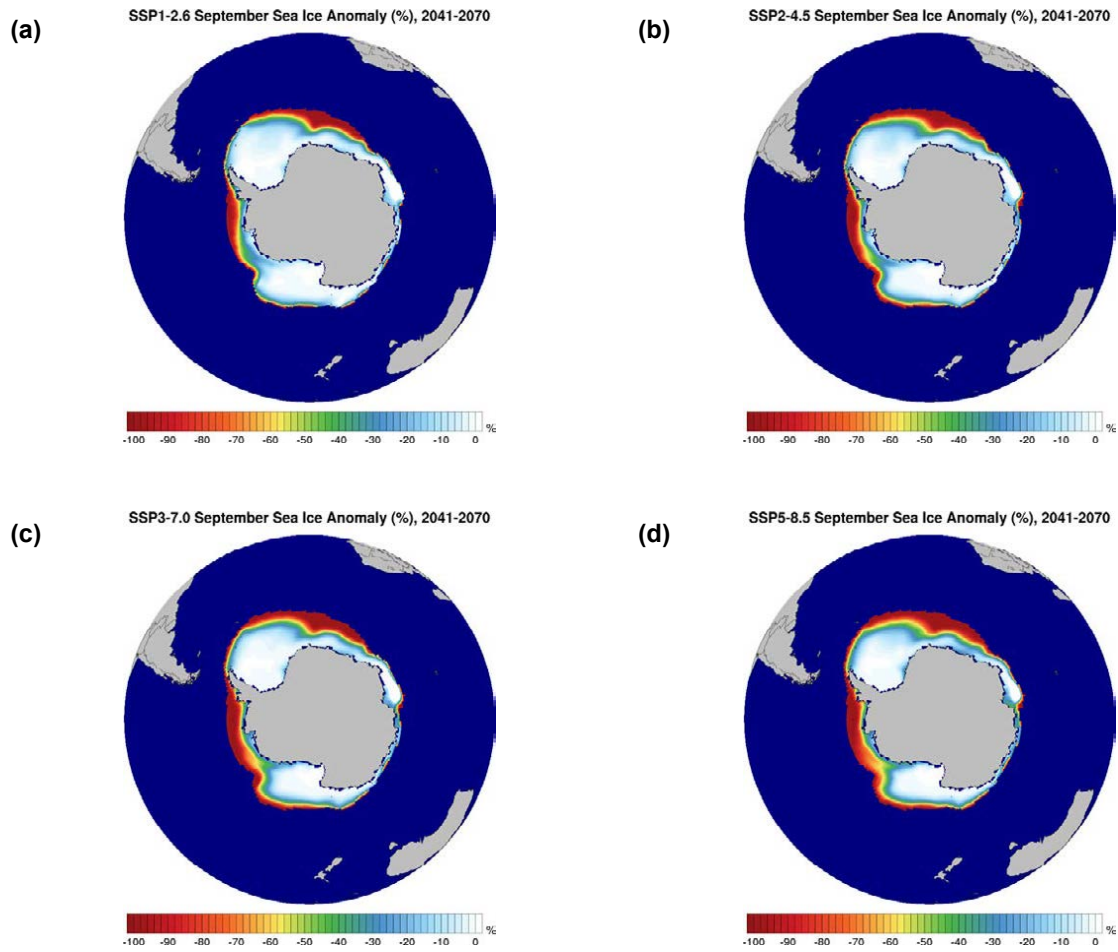 (a)
SSP1-2.6 September Sea Ice Anomaly (%), 2041-2070
-100 -90 -80 -70 -60 -50 -40 -30 -20 -10 0 %
(b)
SSP2-4.5 September Sea Ice Anomaly (%), 2041-2070
-100 -90 -80 -70 -60 -50 -40 -30 -20 -10 0 %
(c)
SSP3-7.0 September Sea Ice Anomaly (%), 2041-2070
-100 -90 -80 -70 -60 -50 -40 -30 -20 -10 0 %
(d)
SSP5-8.5 September Sea Ice Anomaly (%), 2041-2070
-100 -90 -80 -70 -60 -50 -40 -30 -20 -10 0 %